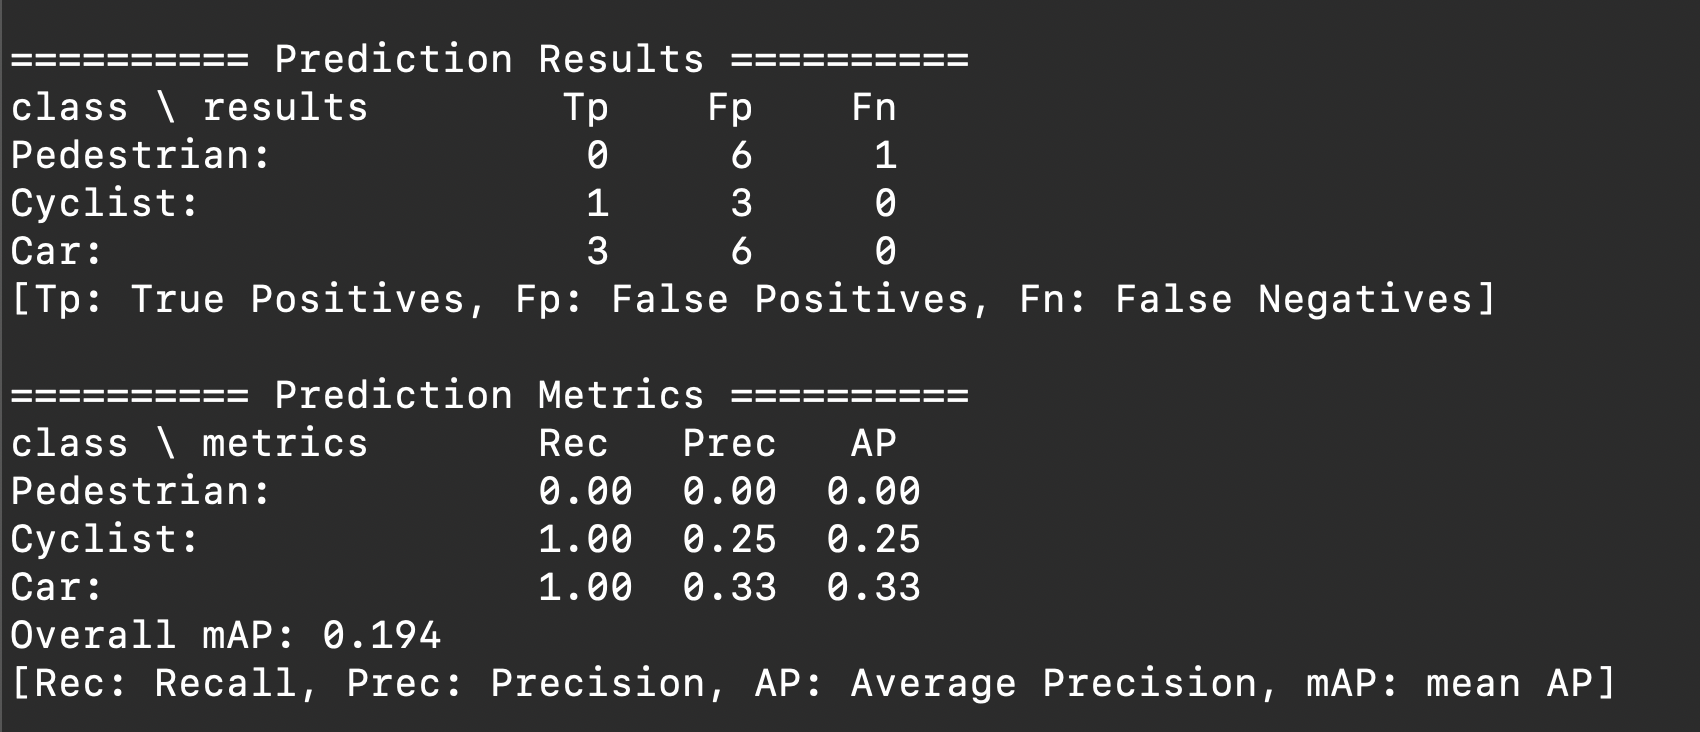 ========== Prediction Results ==========
class \ results        Tp    Fp    Fn
Pedestrian:             0     6     1
Cyclist:                1     3     0
Car:                    3     6     0
[Tp: True Positives, Fp: False Positives, Fn: False Negatives]
========== Prediction Metrics ==========
class \ metrics       Rec   Prec   AP
Pedestrian:           0.00  0.00  0.00
Cyclist:              1.00  0.25  0.25
Car:                  1.00  0.33  0.33
Overall mAP: 0.194
[Rec: Recall, Prec: Precision, AP: Average Precision, mAP: mean AP]